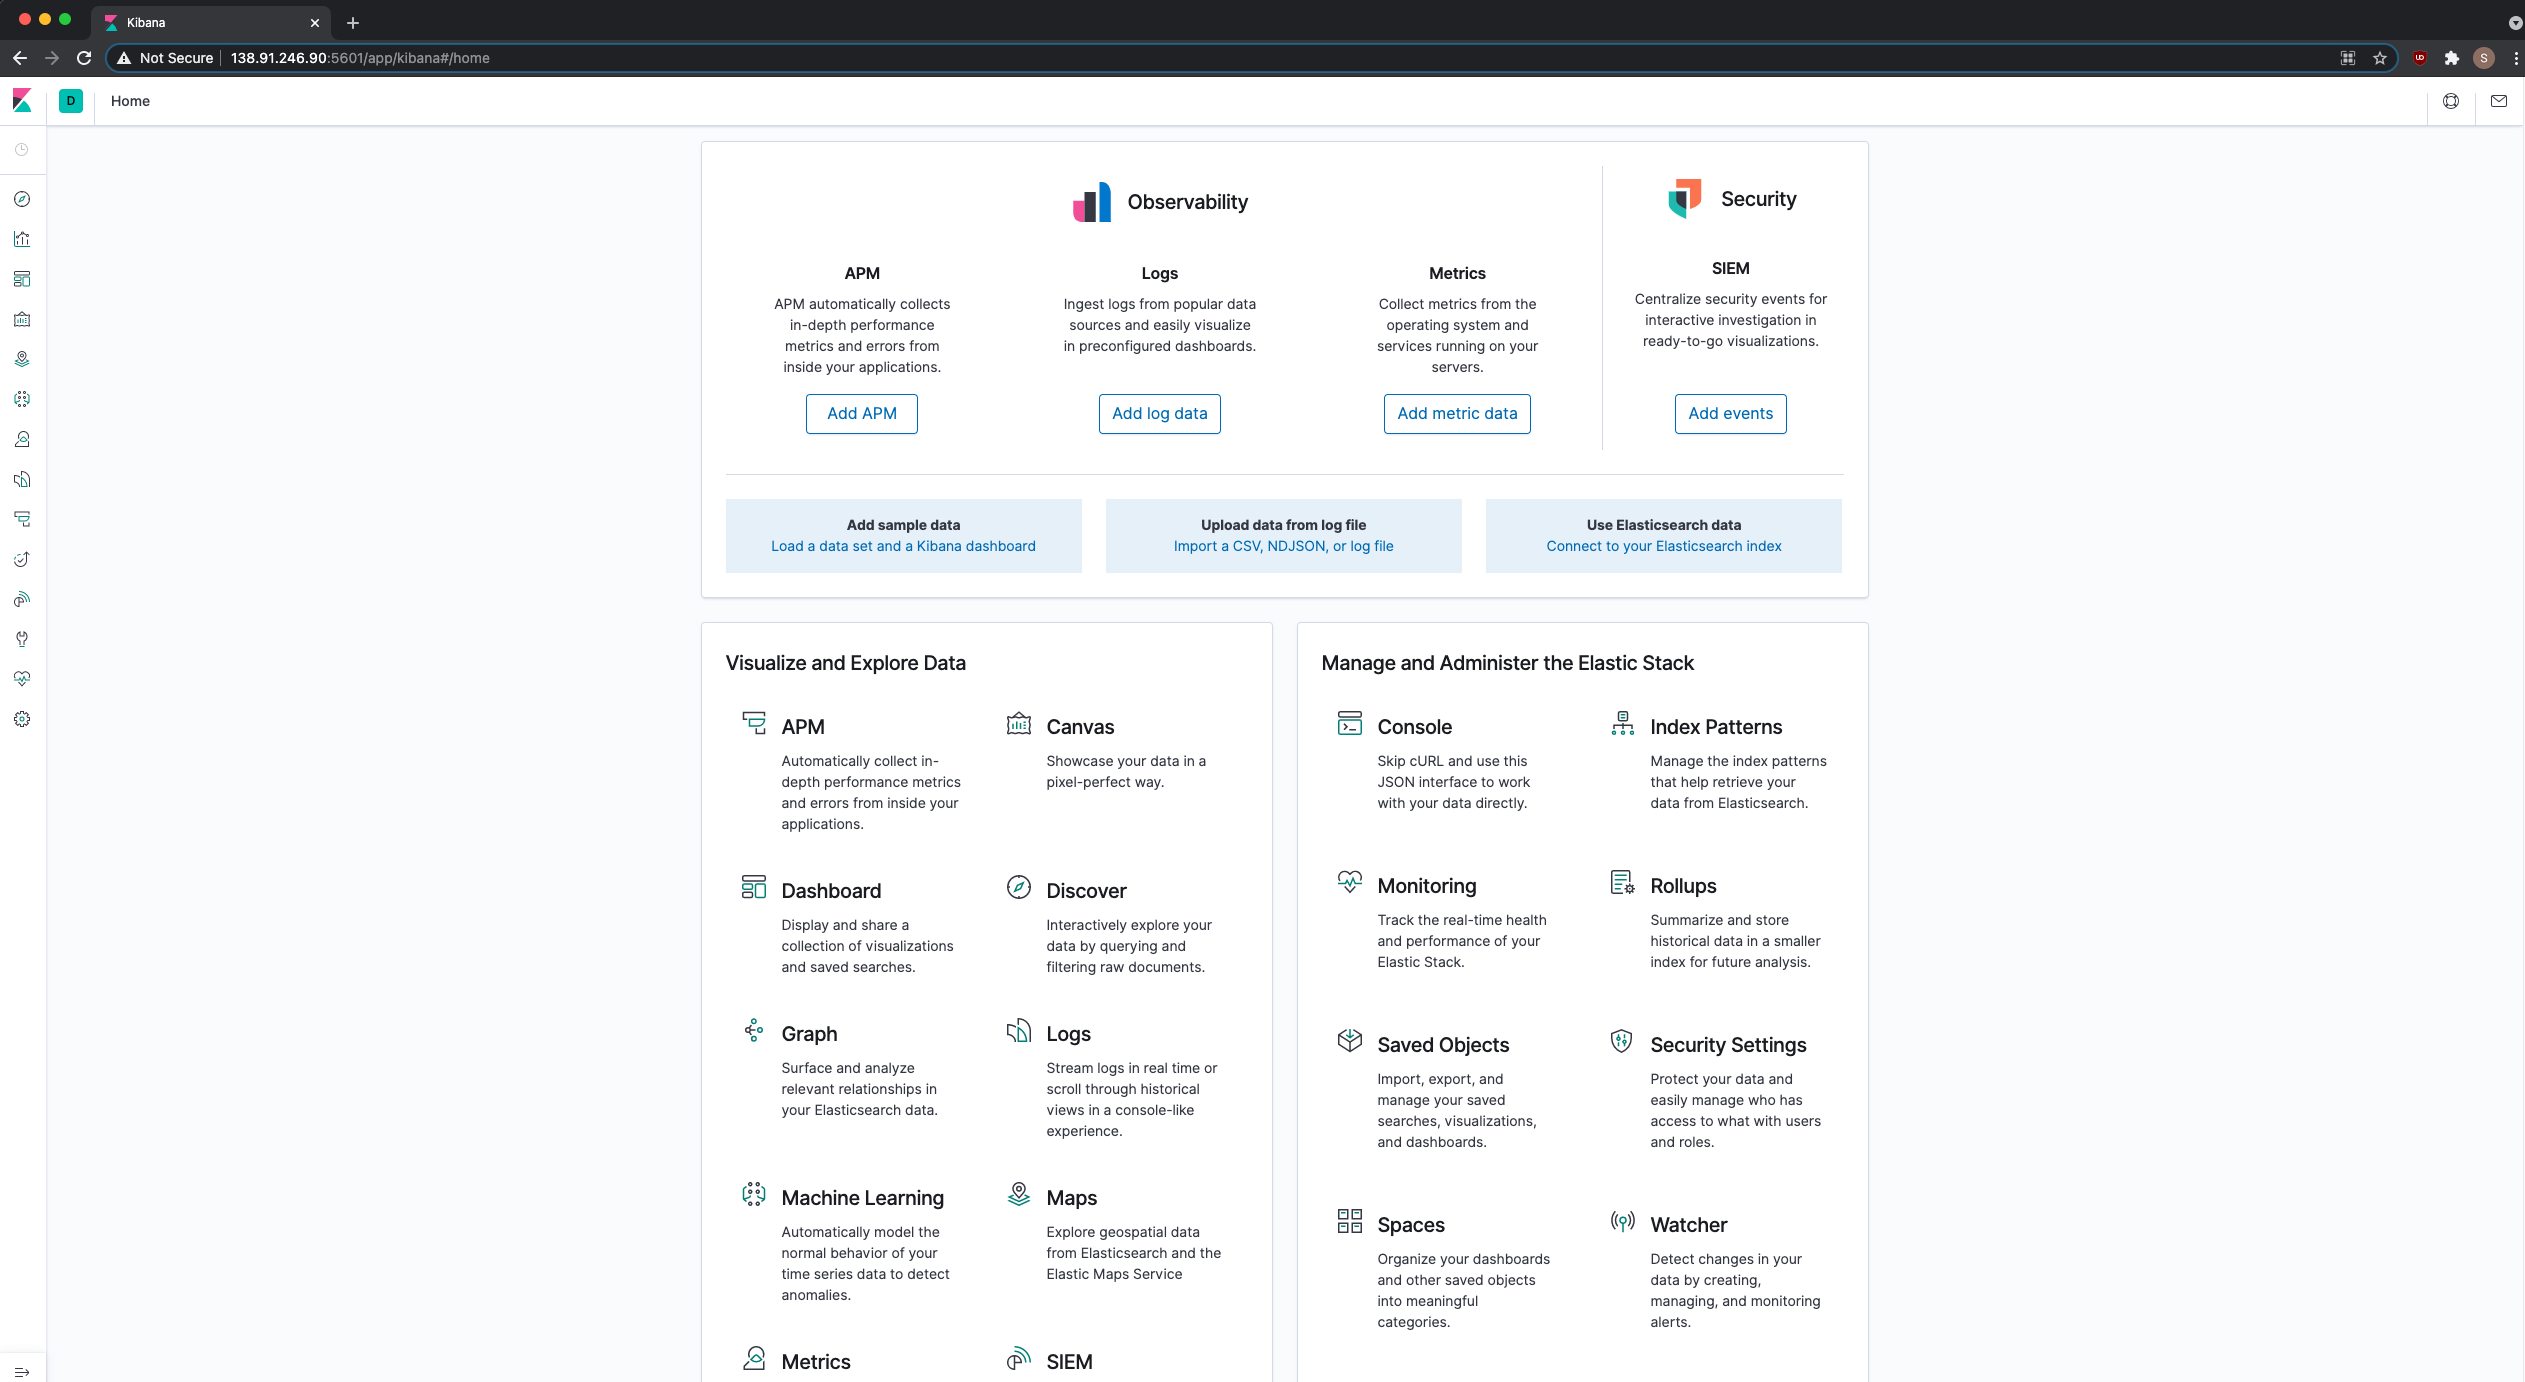 Kibana
Not Secure
138.91.246.90:5601/app/kibana#/home
S
D
Home
Observability
APM
APM automatically collects
in-depth performance
metrics and errors from
inside your applications.
Add APM
Logs
Ingest logs from popular data
sources and easily visualize
in preconfigured dashboards.
Add log data
Metrics
Collect metrics from the
operating system and
services running on your
servers.
Add metric data
Security
SIEM
Centralize security events for
interactive investigation in
ready-to-go visualizations.
Add events
Add sample data
Load a data set and a Kibana dashboard
Upload data from log file
Import a CSV, NDJSON, or log file
Use Elasticsearch data
Connect to your Elasticsearch index
Visualize and Explore Data
APM
Automatically collect in-
depth performance metrics
and errors from inside your
applications.
Canvas
Showcase your data in a
pixel-perfect way.
Dashboard
Display and share a
collection of visualizations
and saved searches.
Discover
Interactively explore your
data by querying and
filtering raw documents.
Graph
Surface and analyze
relevant relationships in
your Elasticsearch data.
Logs
Stream logs in real time or
scroll through historical
views in a console-like
experience.
Machine Learning
Automatically model the
normal behavior of your
time series data to detect
anomalies.
Maps
Explore geospatial data
from Elasticsearch and the
Elastic Maps Service
Metrics
SIEM
Manage and Administer the Elastic Stack
Console
Skip cURL and use this
JSON interface to work
with your data directly.
Index Patterns
Manage the index patterns
that help retrieve your
data from Elasticsearch.
Monitoring
Track the real-time health
and performance of your
Elastic Stack.
Rollups
Summarize and store
historical data in a smaller
index for future analysis.
Saved Objects
Import, export, and
manage your saved
searches, visualizations,
and dashboards.
Security Settings
Protect your data and
easily manage who has
access to what with users
and roles.
Spaces
Organize your dashboards
and other saved objects
into meaningful
categories.
Watcher
Detect changes in your
data by creating,
managing, and monitoring
alerts.